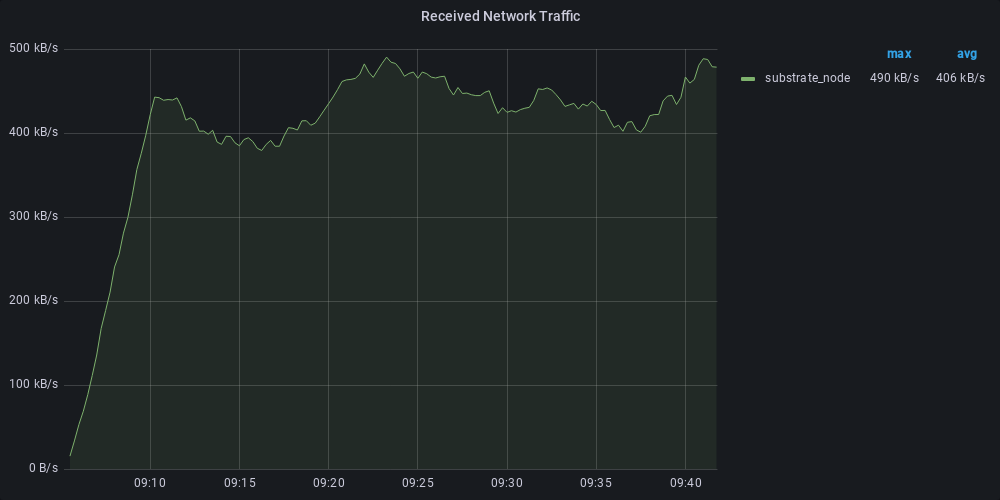 Received Network Traffic
500 kB/s
400 kB/s
300 kB/s
200 kB/s
100 kB/s
0 B/s
09:10 09:15 09:20 09:25 09:30 09:35 09:40
max avg
substrate_node 490 kB/s 406 kB/s